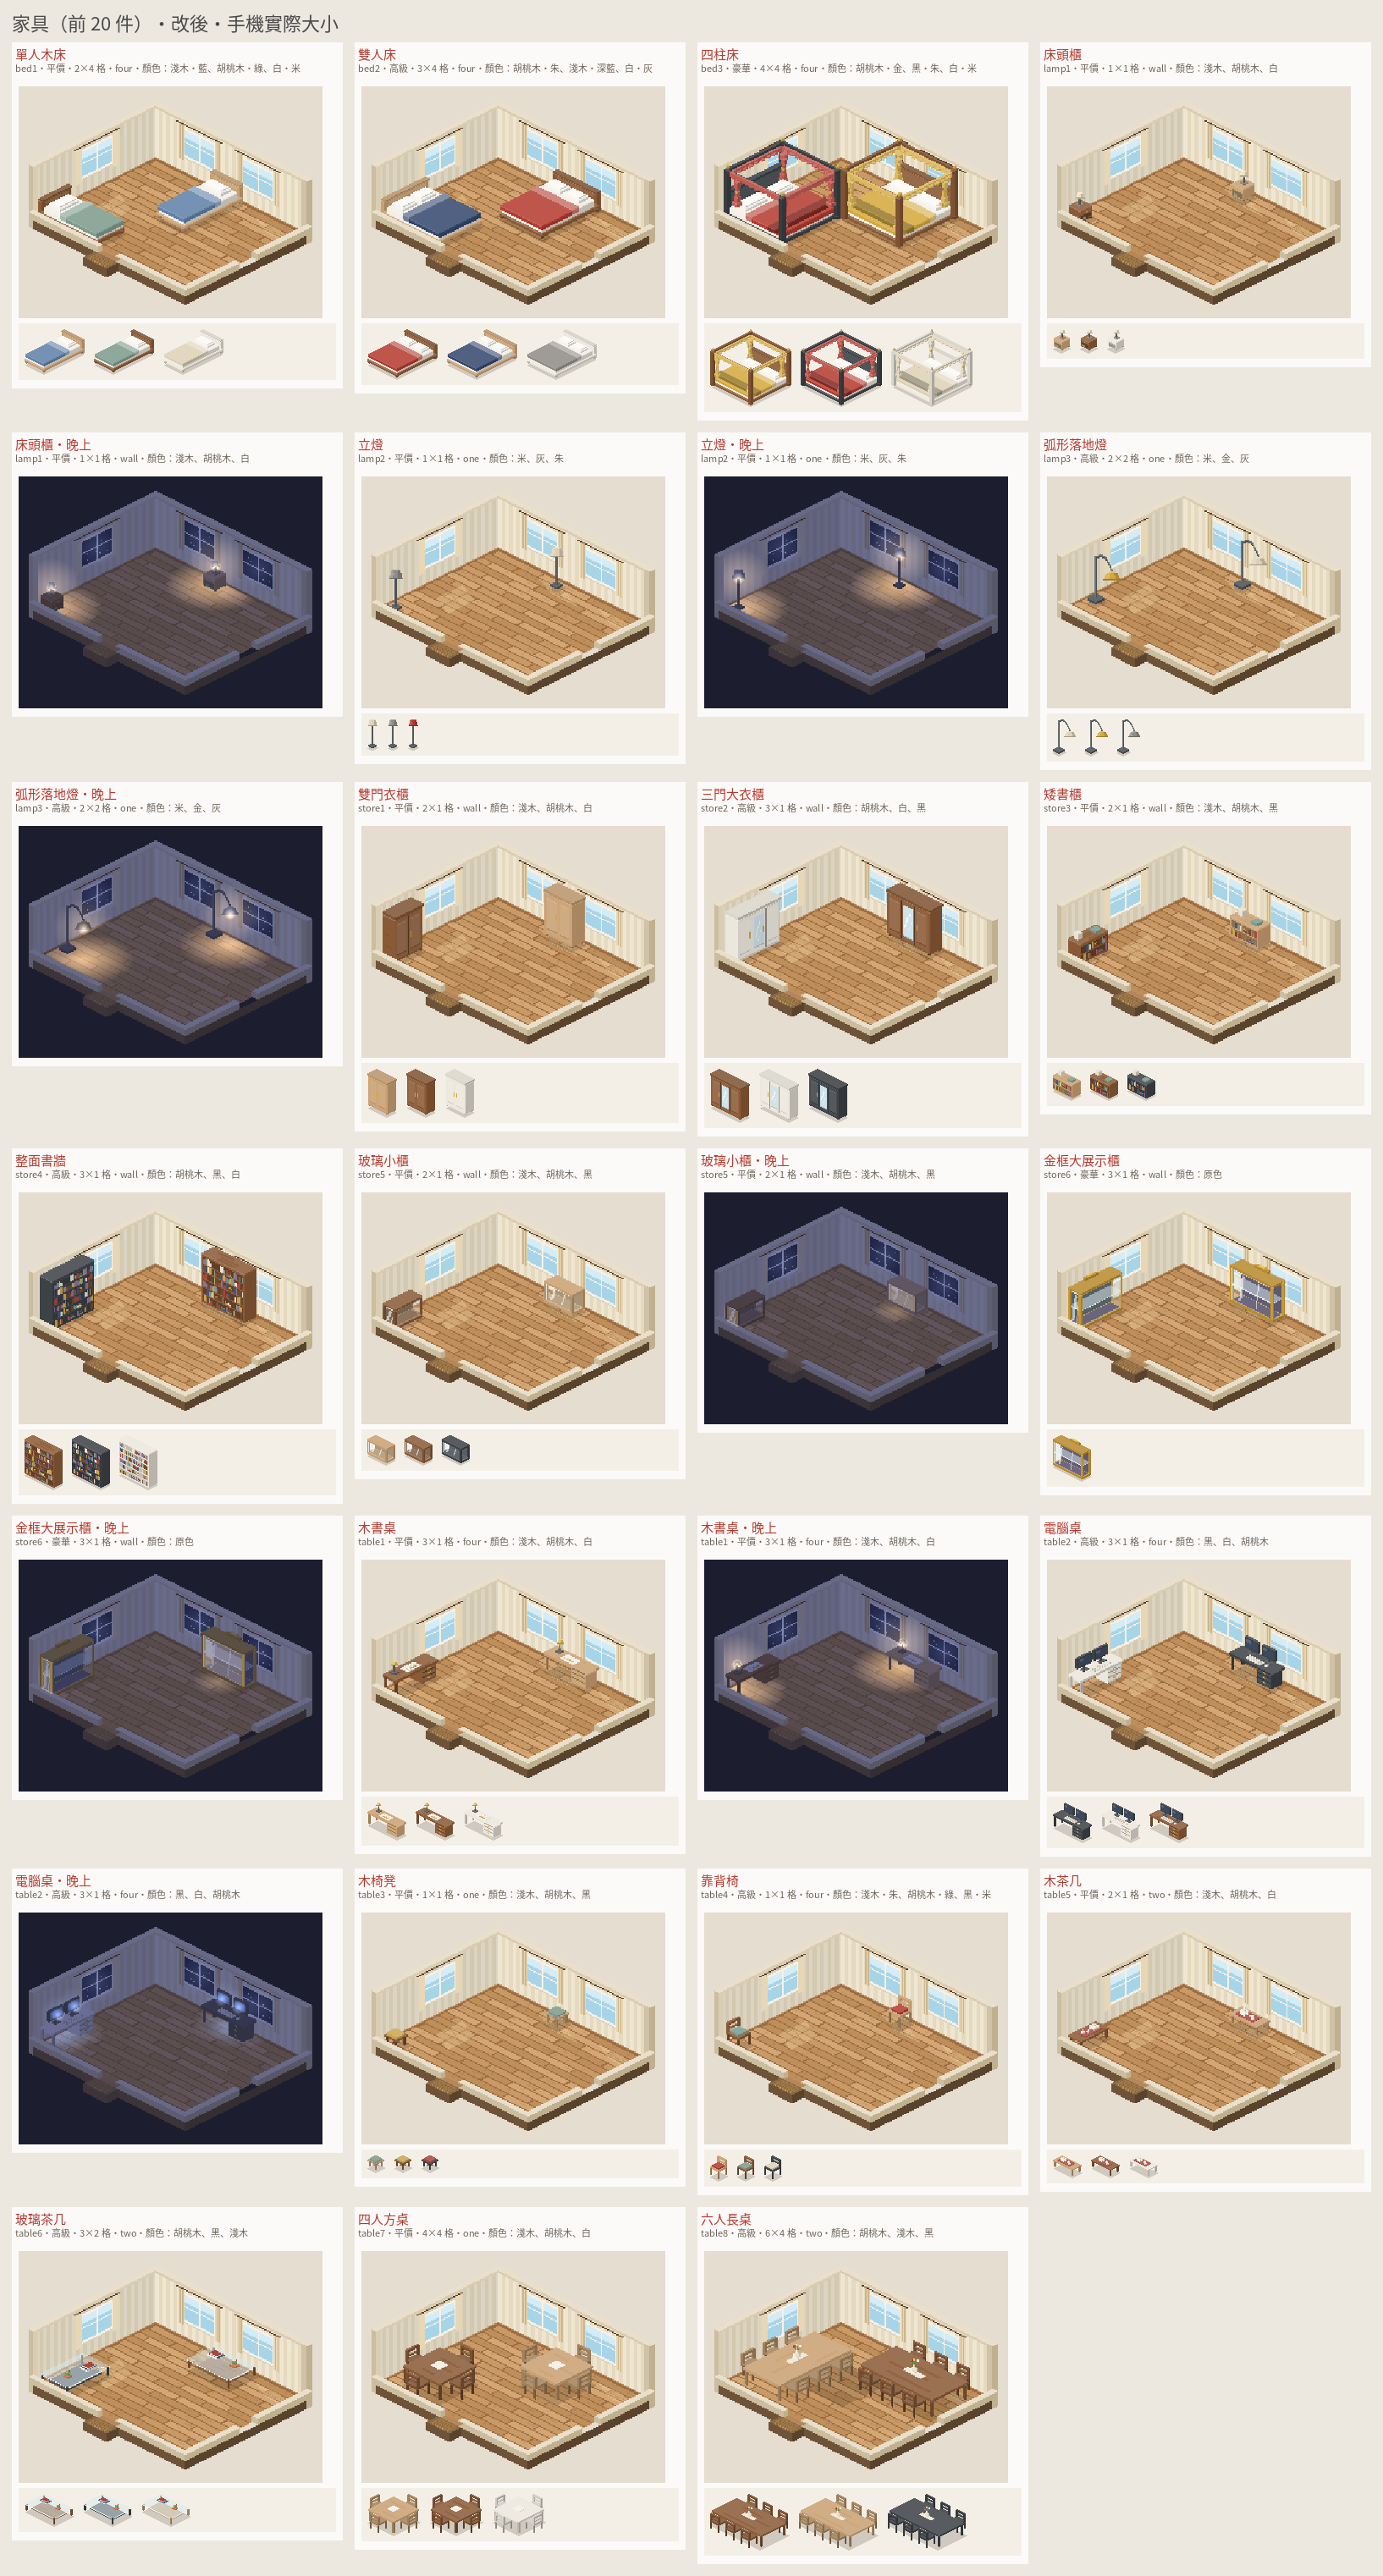 家具（前 20 件）・改後・手機實際大小
單人木床
bed1・平價・2×4 格・four・顏色：淺木・藍、胡桃木・綠、白・米
雙人床
bed2・高級・3×4 格・four・顏色：胡桃木・朱、淺木・深藍、白・灰
四柱床
bed3・豪華・4×4 格・four・顏色：胡桃木・金、黑・朱、白・米
床頭櫃
lamp1・平價・1×1 格・wall・顏色：淺木、胡桃木、白
床頭櫃・晚上
lamp1・平價・1×1 格・wall・顏色：淺木、胡桃木、白
立燈
lamp2・平價・1×1 格・one・顏色：米、灰、朱
立燈・晚上
lamp2・平價・1×1 格・one・顏色：米、灰、朱
弧形落地燈
lamp3・高級・2×2 格・one・顏色：米、金、灰
弧形落地燈・晚上
lamp3・高級・2×2 格・one・顏色：米、金、灰
雙門衣櫃
store1・平價・2×1 格・wall・顏色：淺木、胡桃木、白
三門大衣櫃
store2・高級・3×1 格・wall・顏色：胡桃木、白、黑
矮書櫃
store3・平價・2×1 格・wall・顏色：淺木、胡桃木、黑
整面書牆
store4・高級・3×1 格・wall・顏色：胡桃木、黑、白
玻璃小櫃
store5・平價・2×1 格・wall・顏色：淺木、胡桃木、黑
玻璃小櫃・晚上
store5・平價・2×1 格・wall・顏色：淺木、胡桃木、黑
金框大展示櫃
store6・豪華・3×1 格・wall・顏色：原色
金框大展示櫃・晚上
store6・豪華・3×1 格・wall・顏色：原色
木書桌
table1・平價・3×1 格・four・顏色：淺木、胡桃木、白
木書桌・晚上
table1・平價・3×1 格・four・顏色：淺木、胡桃木、白
電腦桌
table2・高級・3×1 格・four・顏色：黑、白、胡桃木
電腦桌・晚上
table2・高級・3×1 格・four・顏色：黑、白、胡桃木
木椅凳
table3・平價・1×1 格・one・顏色：淺木、胡桃木、黑
靠背椅
table4・高級・1×1 格・four・顏色：淺木・朱、胡桃木・綠、黑・米
木茶几
table5・平價・2×1 格・two・顏色：淺木、胡桃木、白
玻璃茶几
table6・高級・3×2 格・two・顏色：胡桃木、黑、淺木
四人方桌
table7・平價・4×4 格・one・顏色：淺木、胡桃木、白
六人長桌
table8・高級・6×4 格・two・顏色：胡桃木、淺木、黑